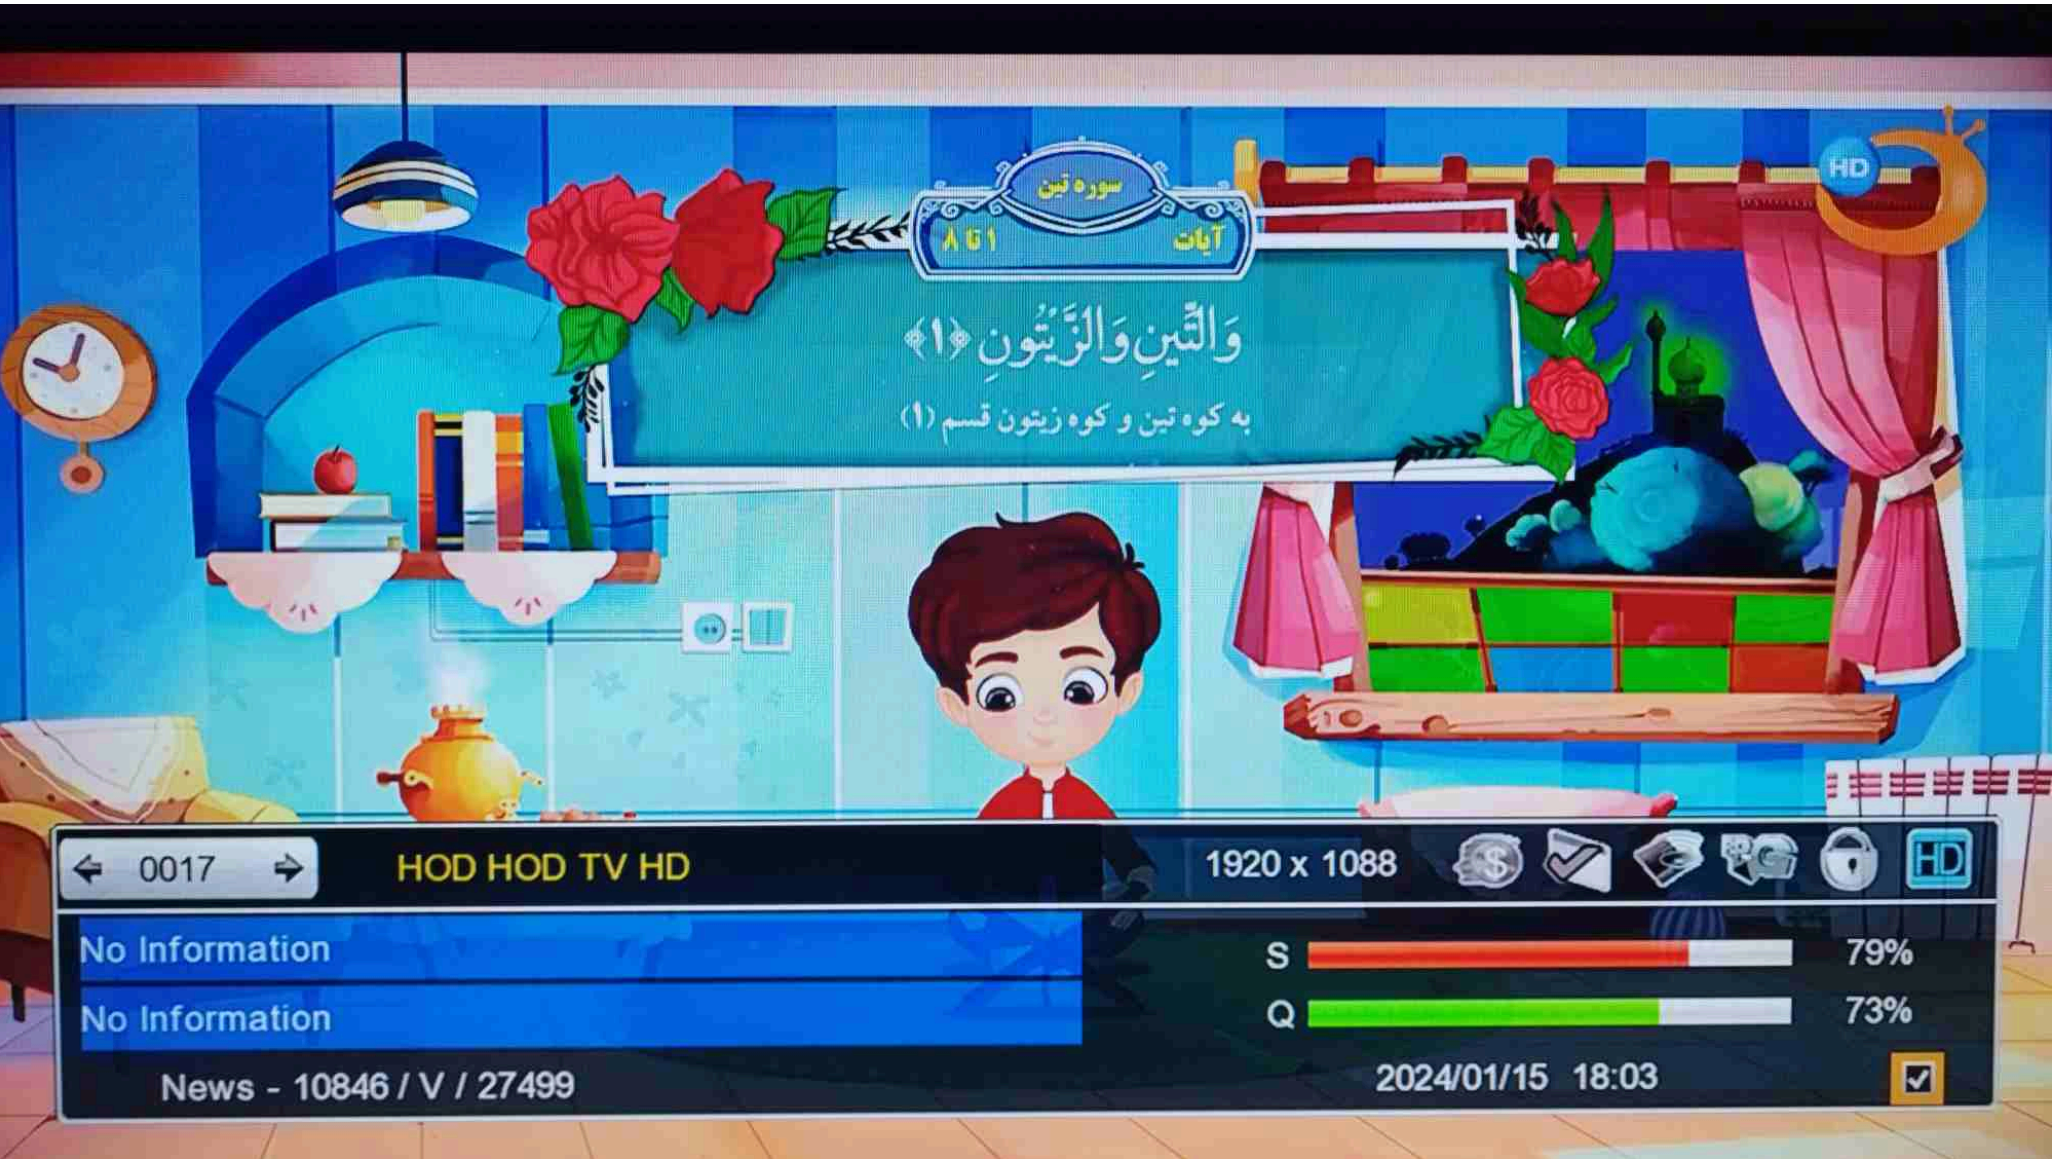 HD
سوره تین
آیات ۱ تا ۸
وَالتِّينِ وَالزَّيْتُونِ ﴿۱﴾
به کوه تین و کوه زیتون قسم (۱)
0017 HOD HOD TV HD 1920 x 1088 HD
No Information
S 79%
No Information
Q 73%
News - 10846 / V / 27499 2024/01/15 18:03